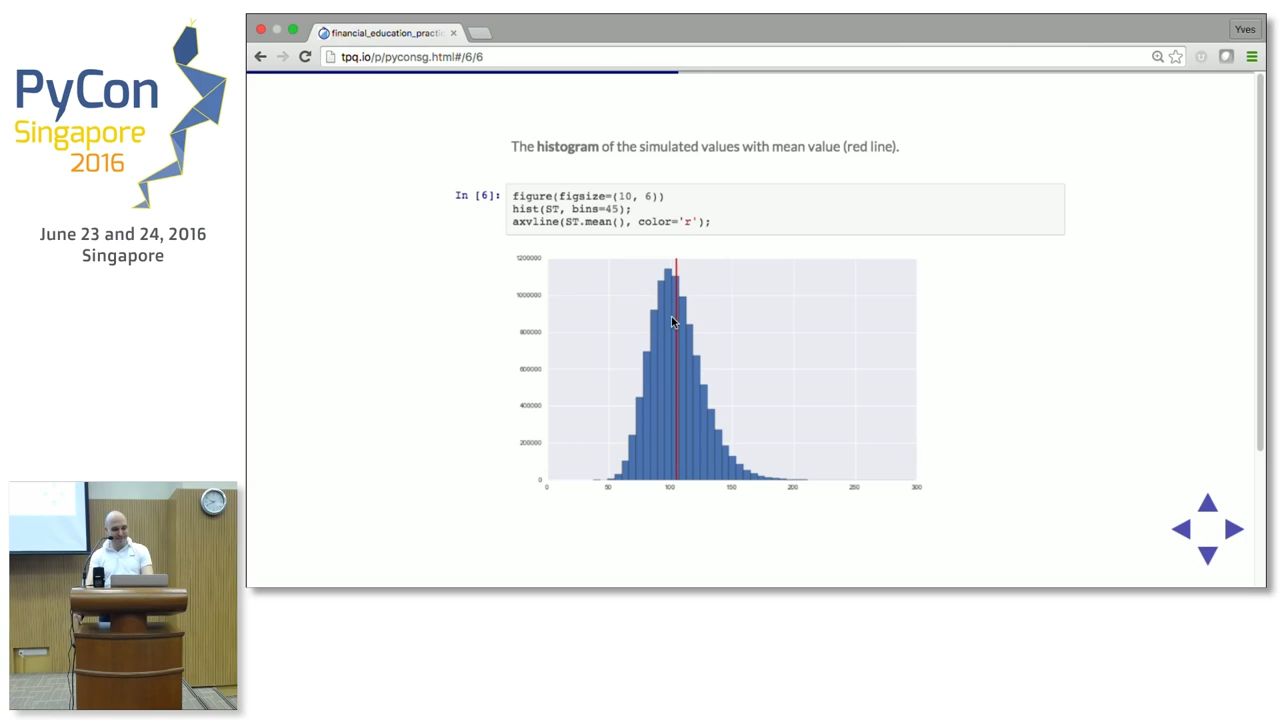 PyCon
Singapore
2016
June 23 and 24, 2016
Singapore
financial_education_practic
Yves
tpq.io/p/pyconsg.html#/6/6
The histogram of the simulated values with mean value (red line).
In [6]:
figure(figsize=(10, 6))
hist(ST, bins=45);
axvline(ST.mean(), color='r');
1200000
1000000
800000
600000
400000
200000
0
0 50 100 150 200 250 300